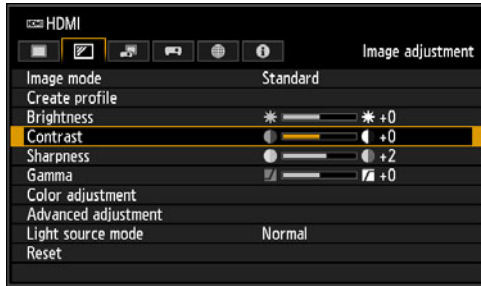 HDMI HDMI
Image adjustment
Image mode Standard
Create profile
Brightness +0
Contrast +0
Sharpness +2
Gamma +0
Color adjustment
Advanced adjustment
Light source mode Normal
Reset